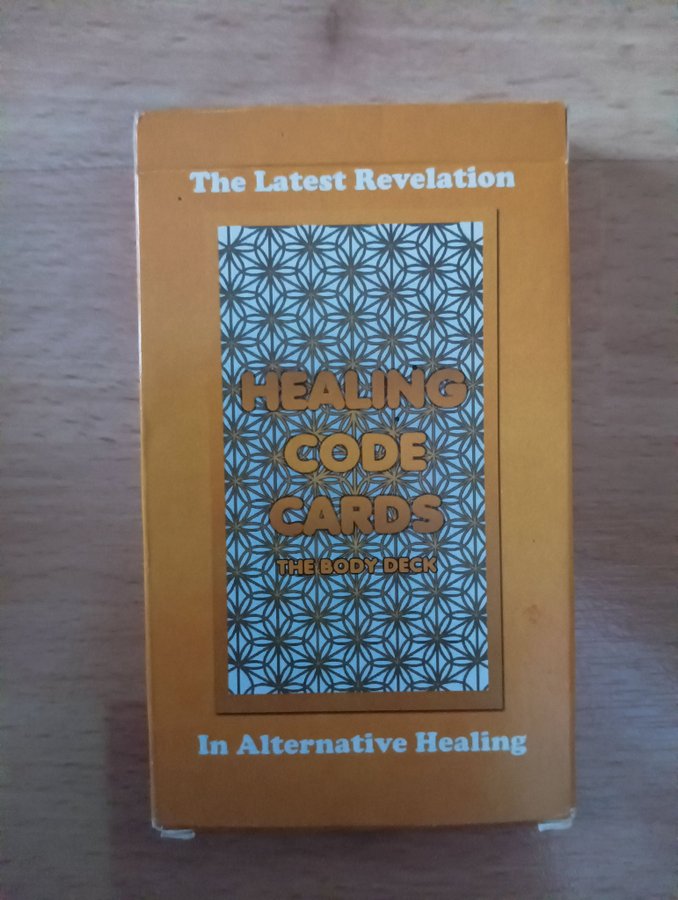 The Latest Revelation
HEALING
CODE
CARDS
THE BODY DECK
In Alternative Healing